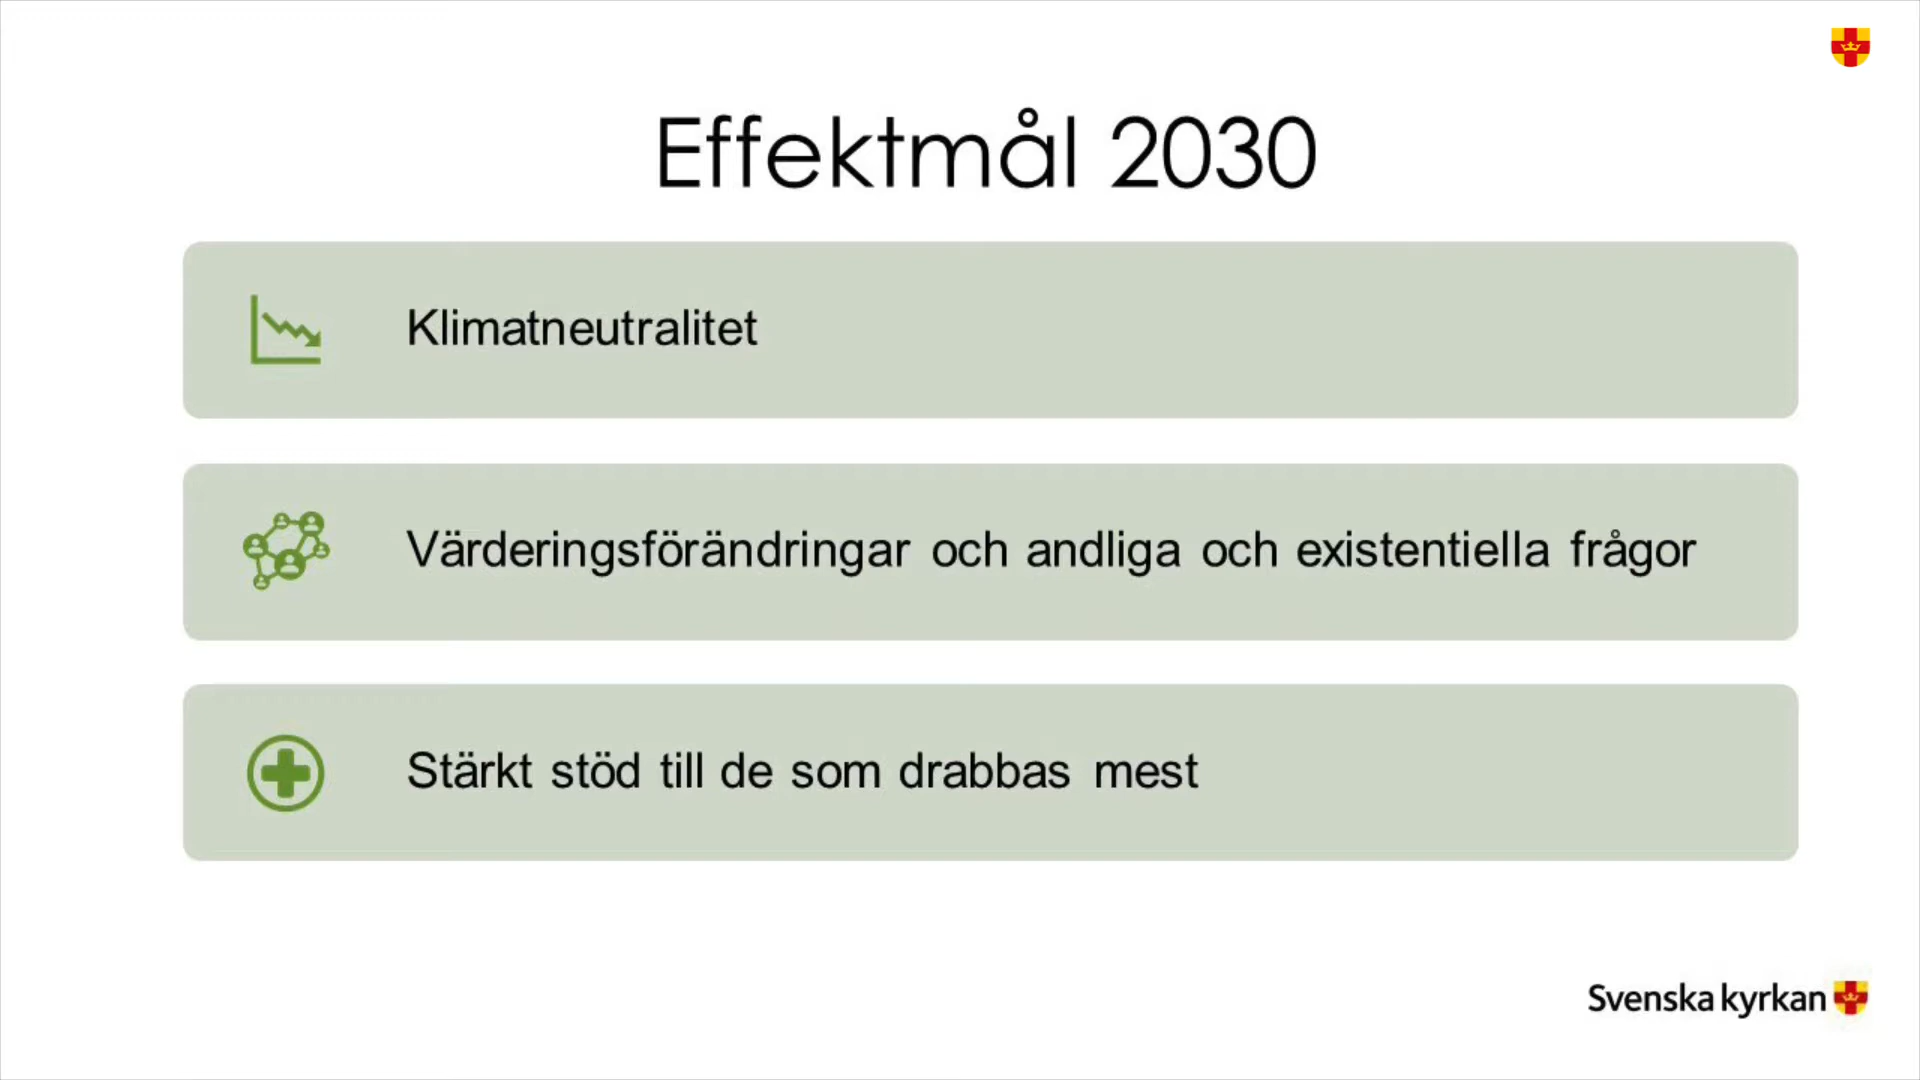 Effektmål 2030
Klimatneutralitet
Värderingsförändringar och andliga och existentiella frågor
Stärkt stöd till de som drabbas mest
Svenska kyrkan